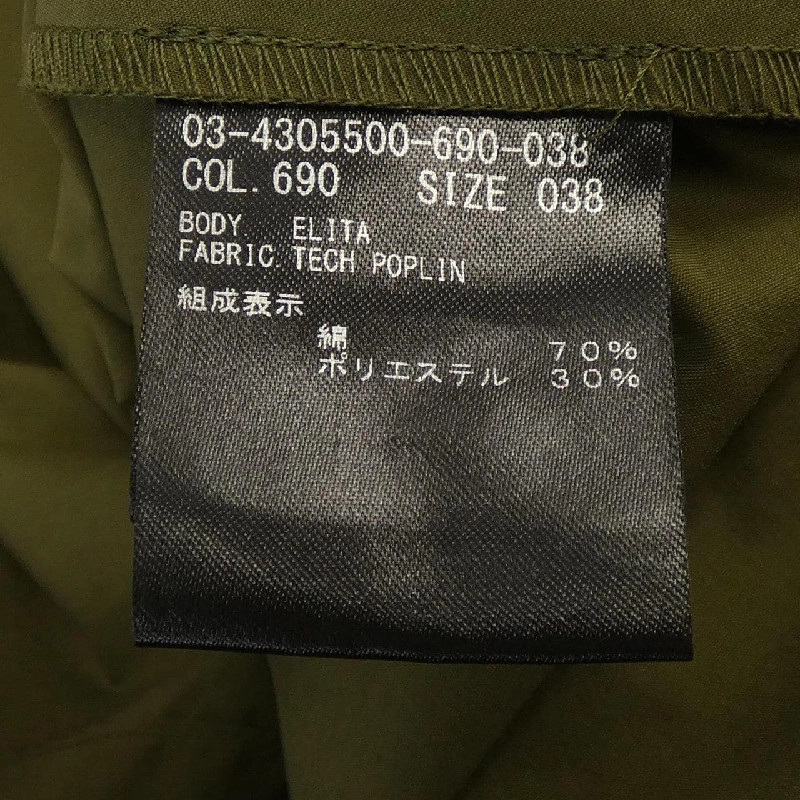 03-4305500-690-038
COL. 690 SIZE 038
BODY ELITA
FABRIC TECH POPLIN
組成表示
綿 70%
ポリエステル 30%